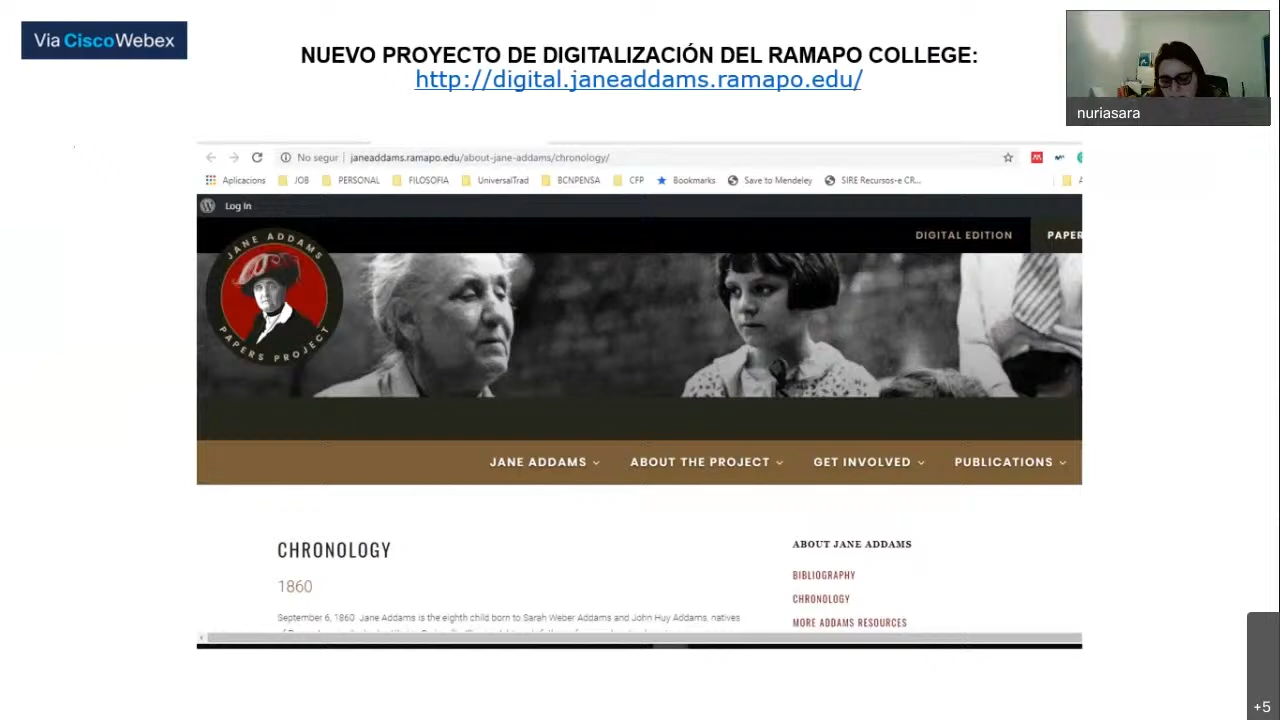 Via Cisco Webex
NUEVO PROYECTO DE DIGITALIZACIÓN DEL RAMAPO COLLEGE:
http://digital.janeaddams.ramapo.edu/
nuriasara
No segur | janeaddams.ramapo.edu/about-jane-addams/chronology/
Aplicacions JOB PERSONAL FILOSOFIA UniversalTrad BCNPENSA CFP Bookmarks Save to Mendeley SIRE Recursos-e CR...
Log In
DIGITAL EDITION PAPER
JANE ADDAMS
PAPERS PROJECT
JANE ADDAMS ABOUT THE PROJECT GET INVOLVED PUBLICATIONS
CHRONOLOGY
1860
September 6, 1860 Jane Addams is the eighth child born to Sarah Weber Addams and John Huy Addams, natives
ABOUT JANE ADDAMS
BIBLIOGRAPHY
CHRONOLOGY
MORE ADDAMS RESOURCES
+5